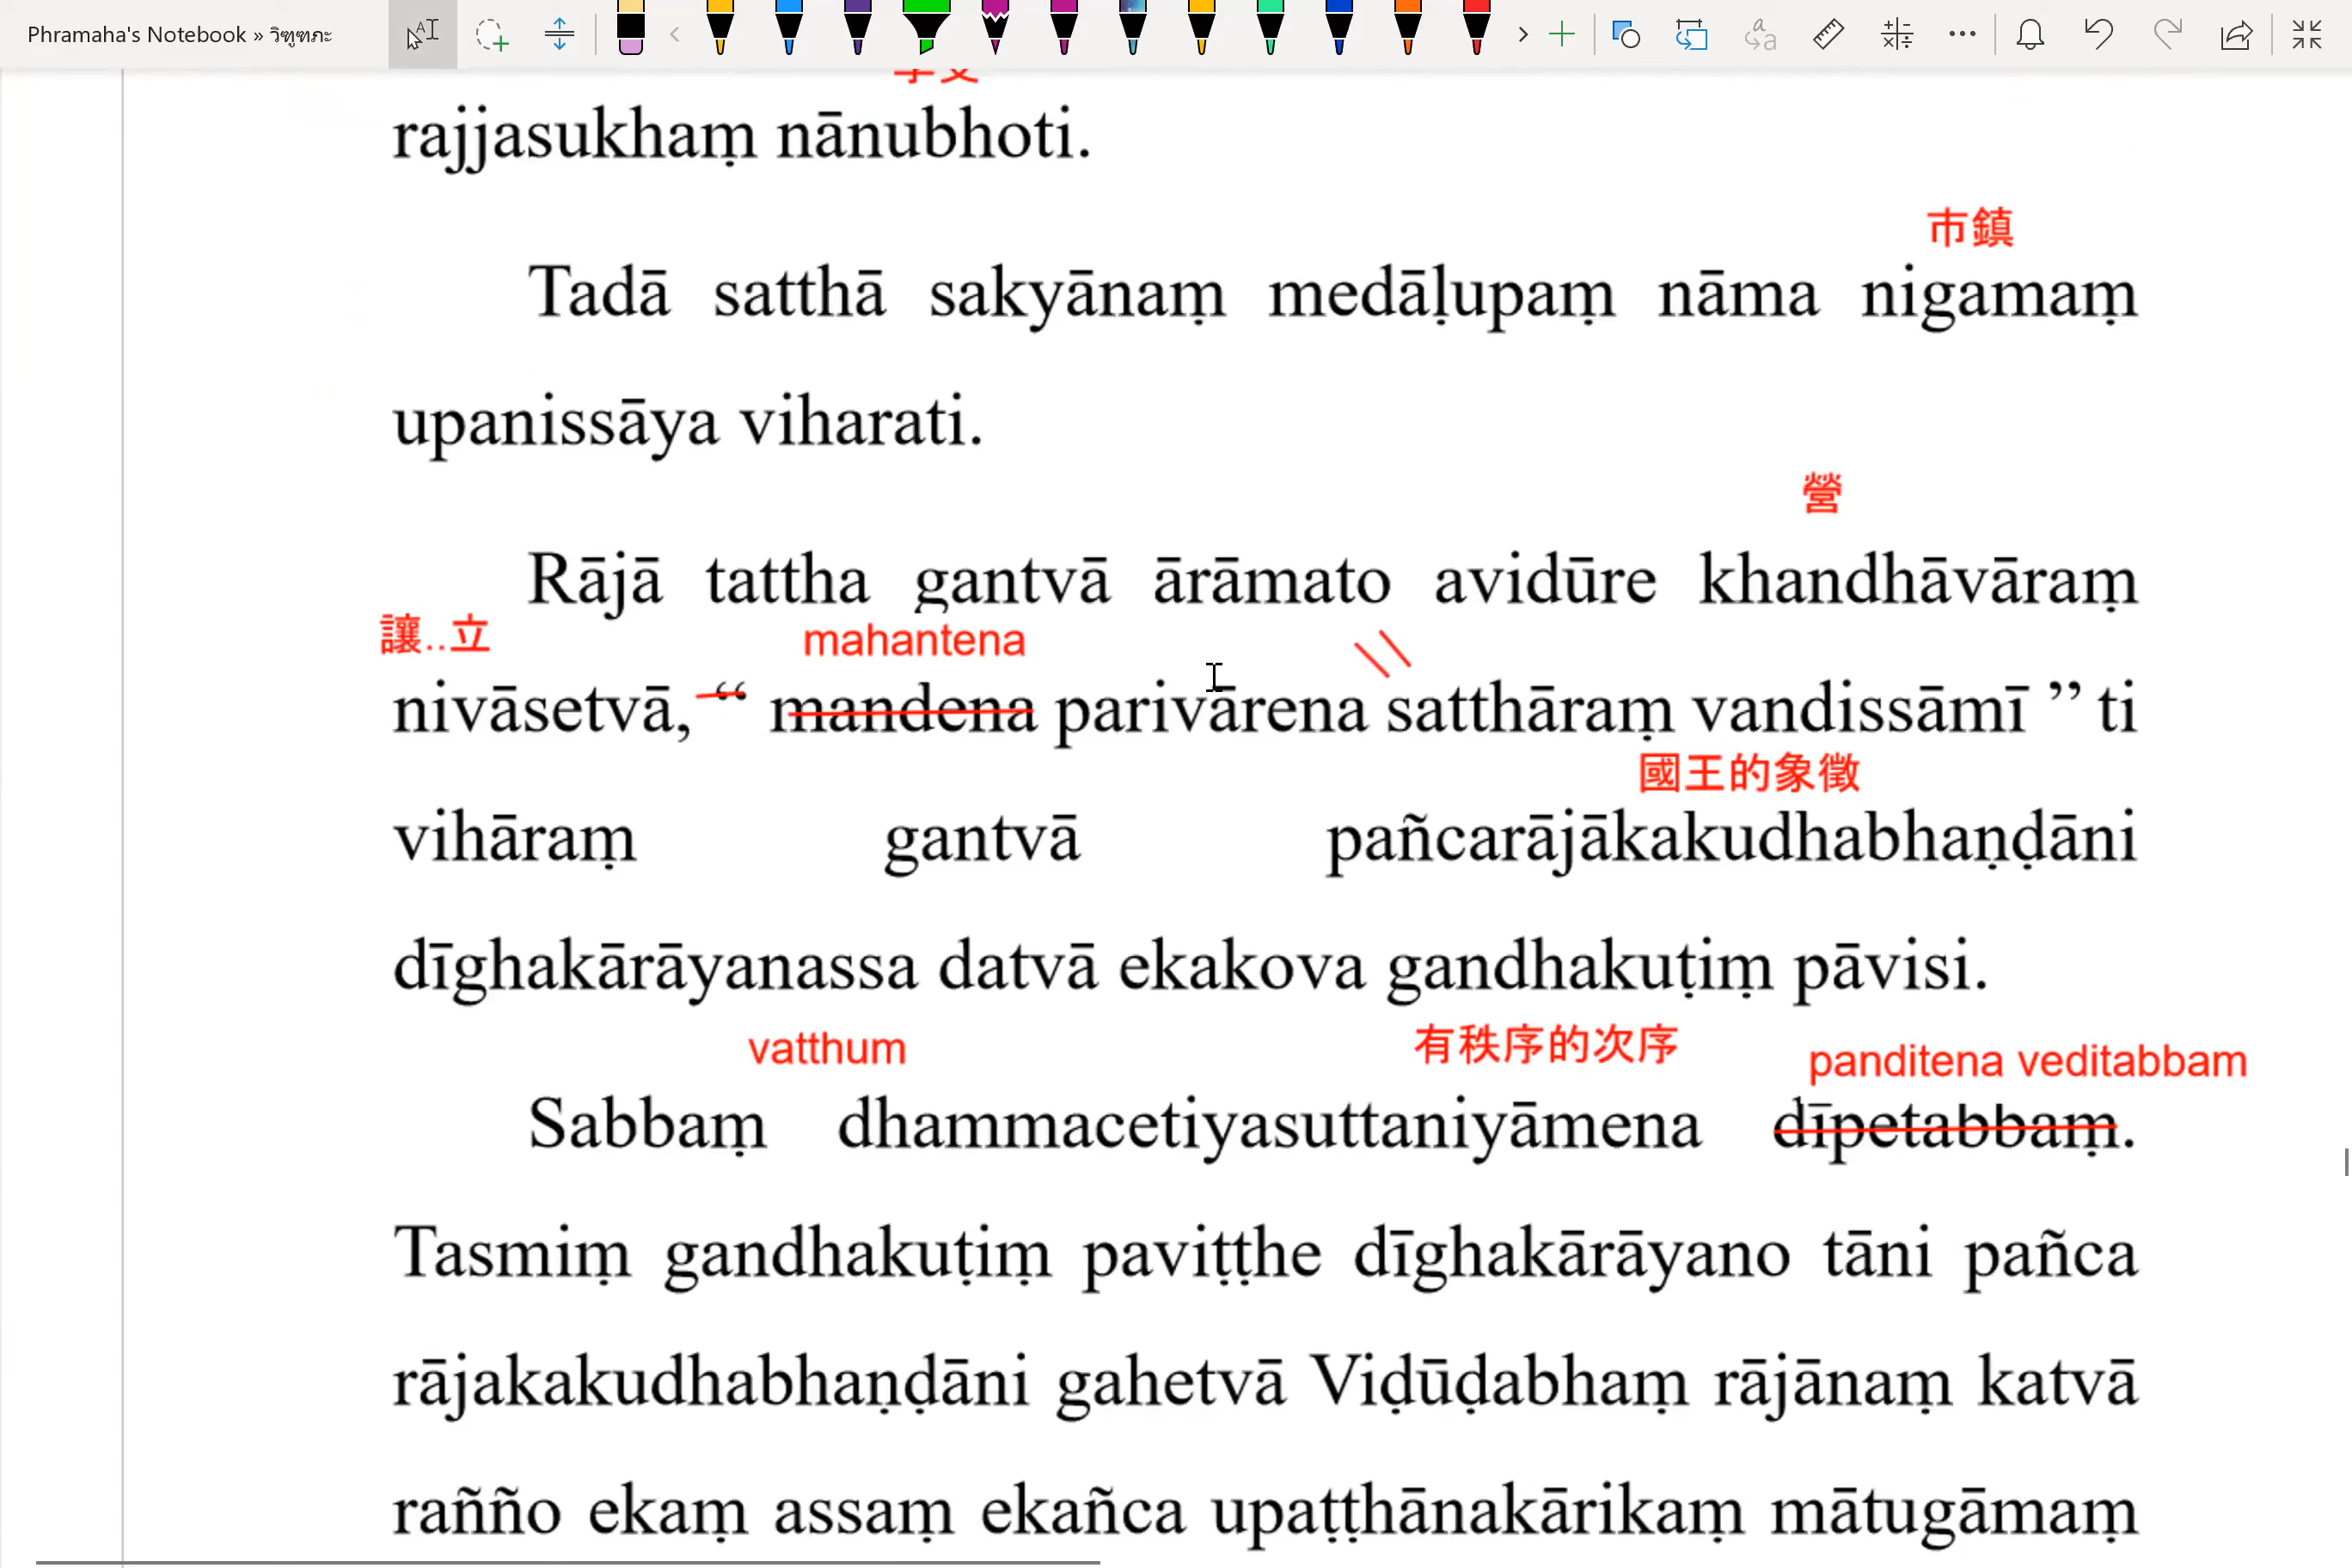 Phramaha's Notebook » วิฑูฑภะ
rajjasukhaṃ nānubhoti.
市鎮
Tadā satthā sakyānaṃ medāḷupaṃ nāma nigamaṃ
upanissāya viharati.
營
Rājā tattha gantvā ārāmato avidūre khandhāvāraṃ
讓..立 mahantena
nivāsetvā, “ mandena parivārena satthāraṃ vandissāmī ” ti
國王的象徵
vihāraṃ gantvā pañcarājākakudhabhaṇḍāni
dīghakārāyanassa datvā ekakova gandhakuṭiṃ pāvisi.
vatthum 有秩序的次序 panditena veditabbam
Sabbaṃ dhammacetiyasuttaniyāmena dīpetabbaṃ.
Tasmiṃ gandhakuṭiṃ paviṭṭhe dīghakārāyano tāni pañca
rājakakudhabhaṇḍāni gahetvā Viḍūḍabhaṃ rājānaṃ katvā
rañño ekaṃ assaṃ ekañca upaṭṭhānakārikaṃ mātugāmaṃ